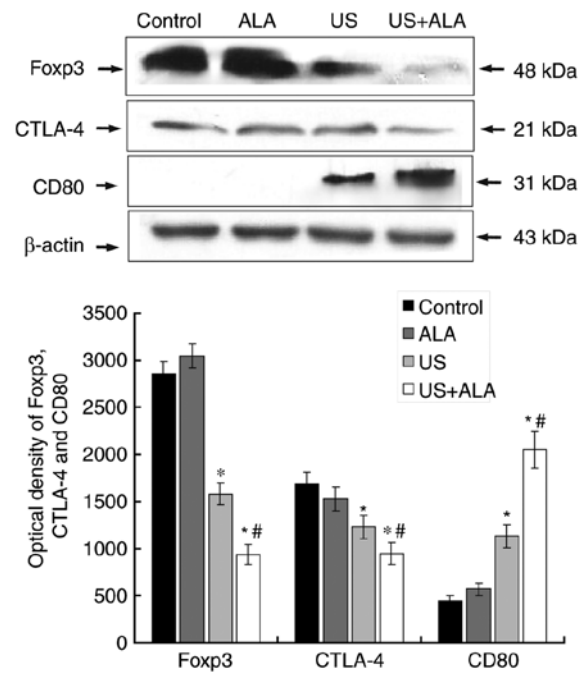 Control ALA US US+ALA
Foxp3 48 kDa
CTLA-4 21 kDa
CD80 31 kDa
β-actin 43 kDa
Optical density of Foxp3,
CTLA-4 and CD80
3500
3000
2500
2000
1500
1000
500
0
Control
ALA
US
US+ALA
*
*#
*
*#
*
*#
Foxp3 CTLA-4 CD80